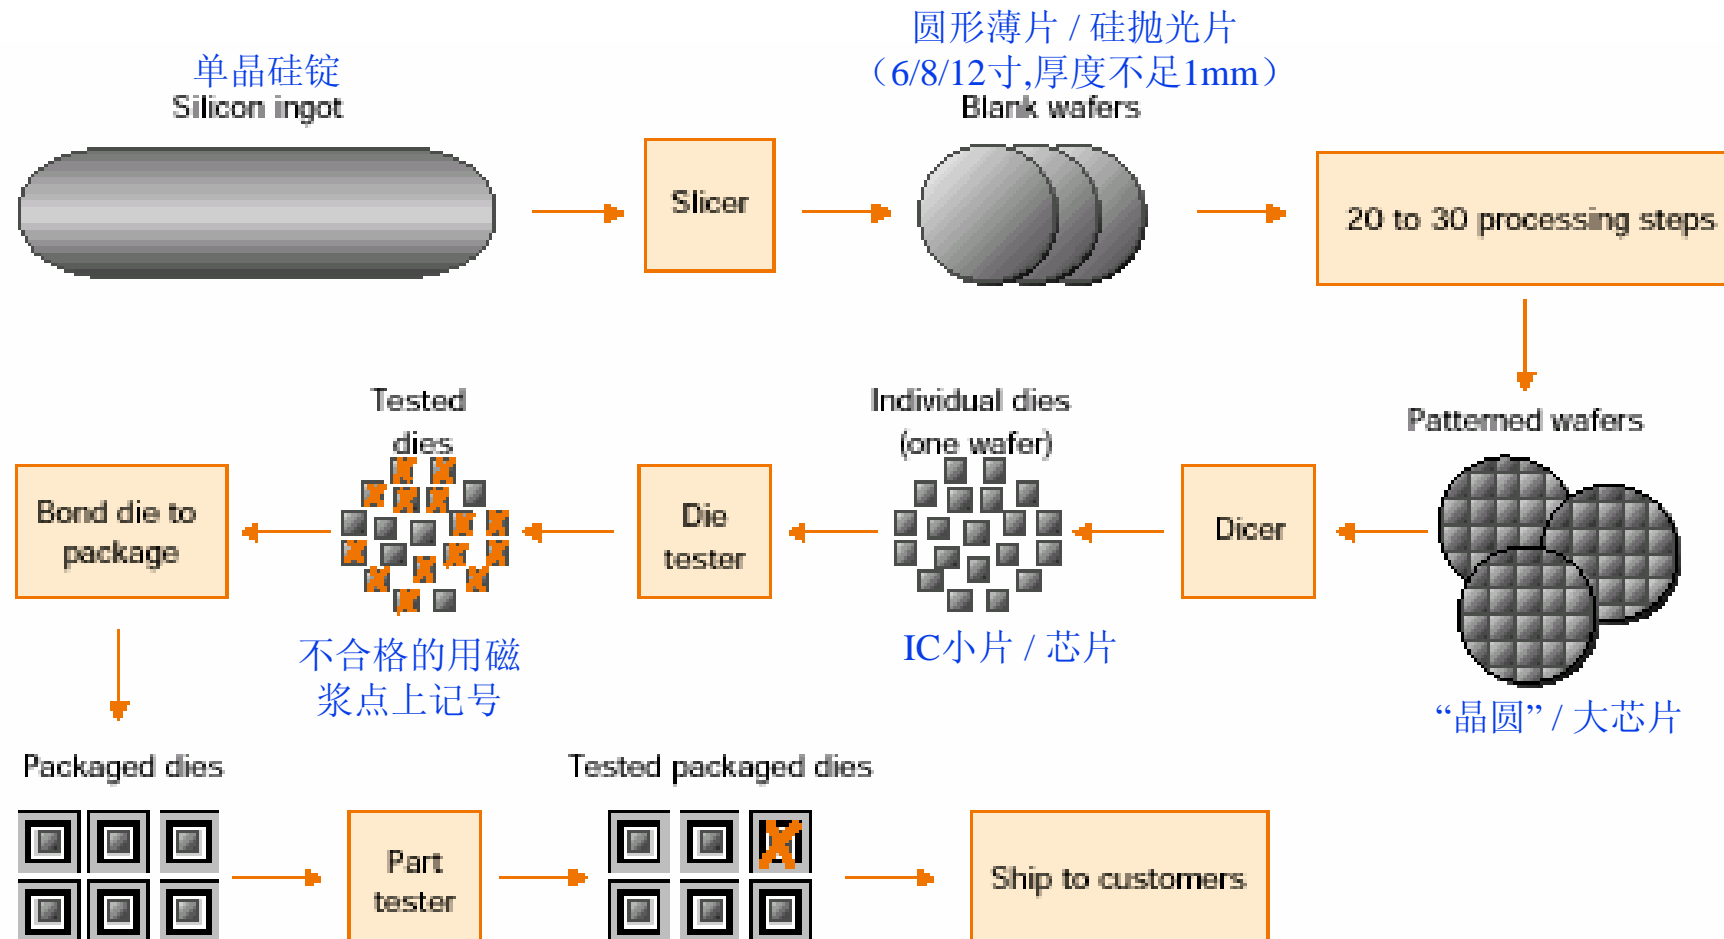 单晶硅锭
Silicon ingot
Slicer
圆形薄片 / 硅抛光片
（6/8/12寸,厚度不足1mm）
Blank wafers
20 to 30 processing steps
Patterned wafers
“晶圆” / 大芯片
Dicer
Individual dies
(one wafer)
IC小片 / 芯片
Die
tester
Tested
dies
不合格的用磁
浆点上记号
Bond die to
package
Packaged dies
Part
tester
Tested packaged dies
Ship to customers